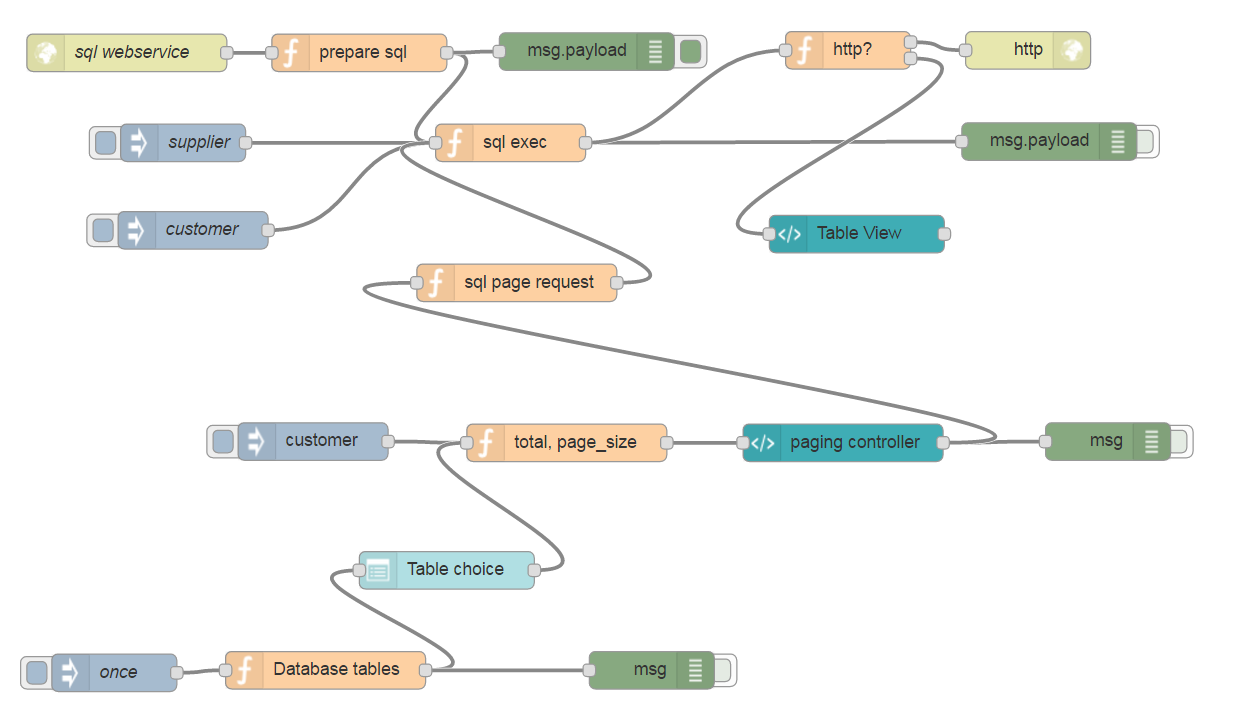 sql webservice
prepare sql
msg.payload
http?
http
supplier
sql exec
msg.payload
customer
Table View
sql page request
customer
total, page_size
paging controller
msg
Table choice
once
Database tables
msg